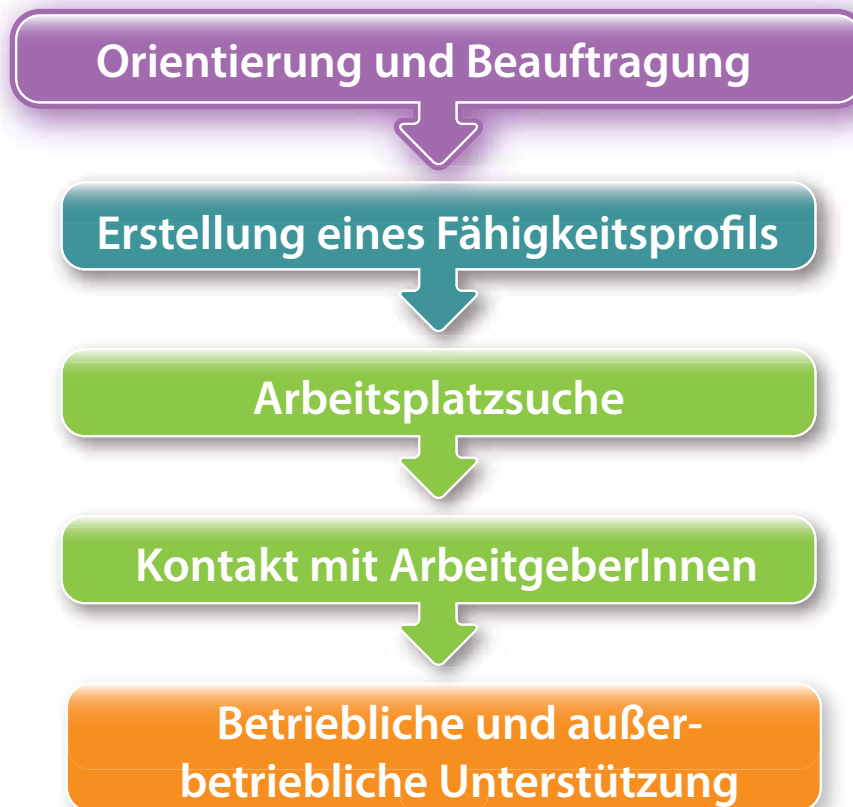 Orientierung und Beauftragung
Erstellung eines Fähigkeitsprofils
Arbeitsplatzsuche
Kontakt mit ArbeitgeberInnen
Betriebliche und außer-
betriebliche Unterstützung